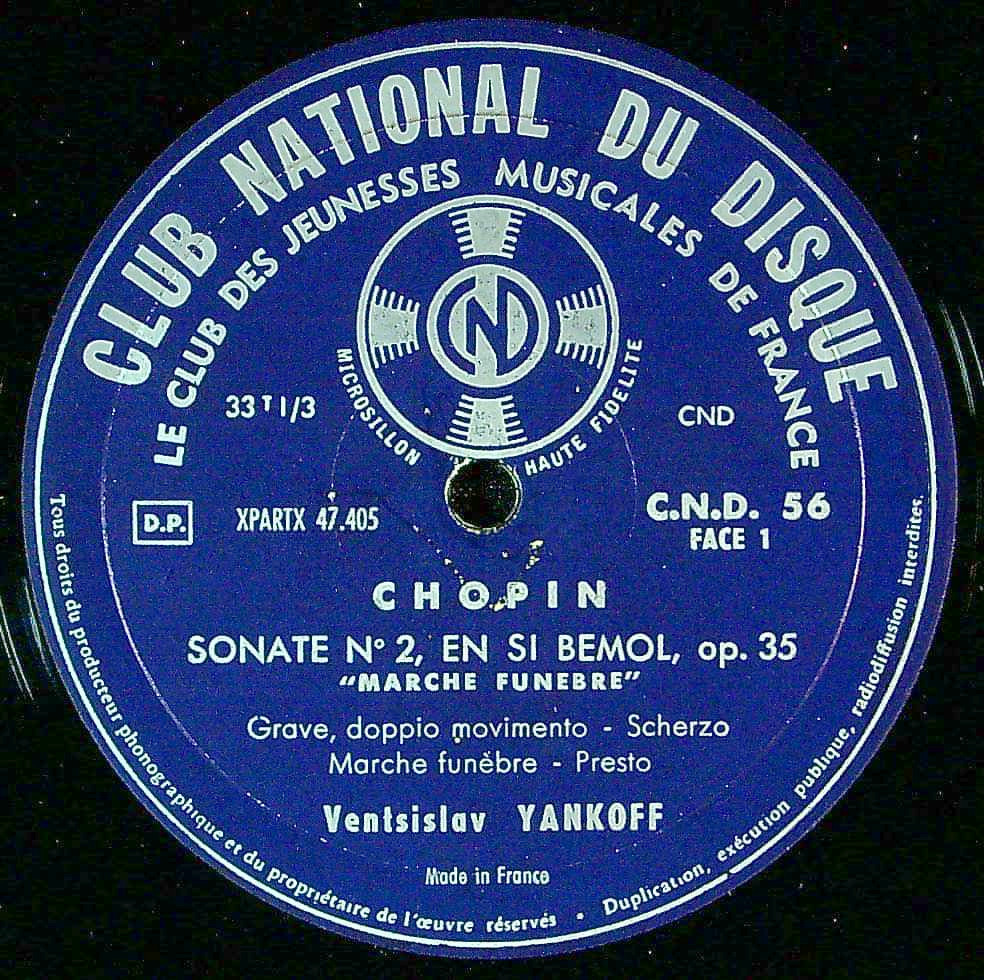 CLUB NATIONAL DU DISQUE
LE CLUB DES JEUNESSES MUSICALES DE FRANCE
CN
MICROSILLON
HAUTE FIDELITE
33 T 1/3
CND
D.P.
XPARTX 47.405
C.N.D. 56
FACE 1
CHOPIN
SONATE N° 2, EN SI BEMOL, op. 35
"MARCHE FUNEBRE"
Grave, doppio movimento - Scherzo
Marche funèbre - Presto
Ventsislav YANKOFF
Made in France
Tous droits du producteur phonographique et du propriétaire de l'œuvre réservés • Duplication, exécution publique, radiodiffusion interdites.